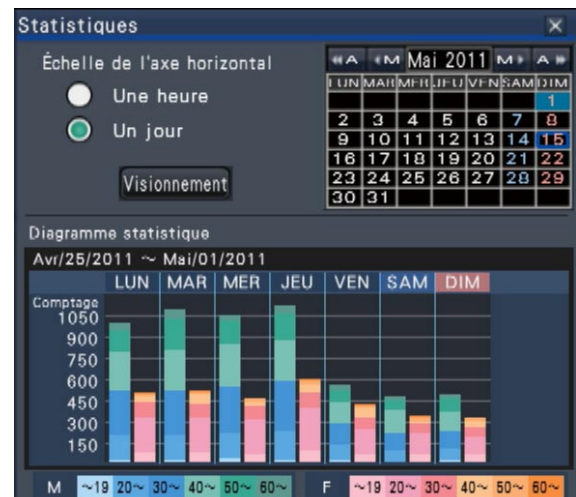 Statistiques
Échelle de l'axe horizontal
Une heure
Un jour
Visionnement
«A ◂M Mai 2011 M▸ A»
LUN MAR MER JEU VEN SAM DIM
1
2 3 4 5 6 7 8
9 10 11 12 13 14 15
16 17 18 19 20 21 22
23 24 25 26 27 28 29
30 31
Diagramme statistique
Avr/25/2011 ~ Mai/01/2011
LUN MAR MER JEU VEN SAM DIM
Comptage
1050
900
750
600
450
300
150
M ~19 20~ 30~ 40~ 50~ 60~ F ~19 20~ 30~ 40~ 50~ 60~